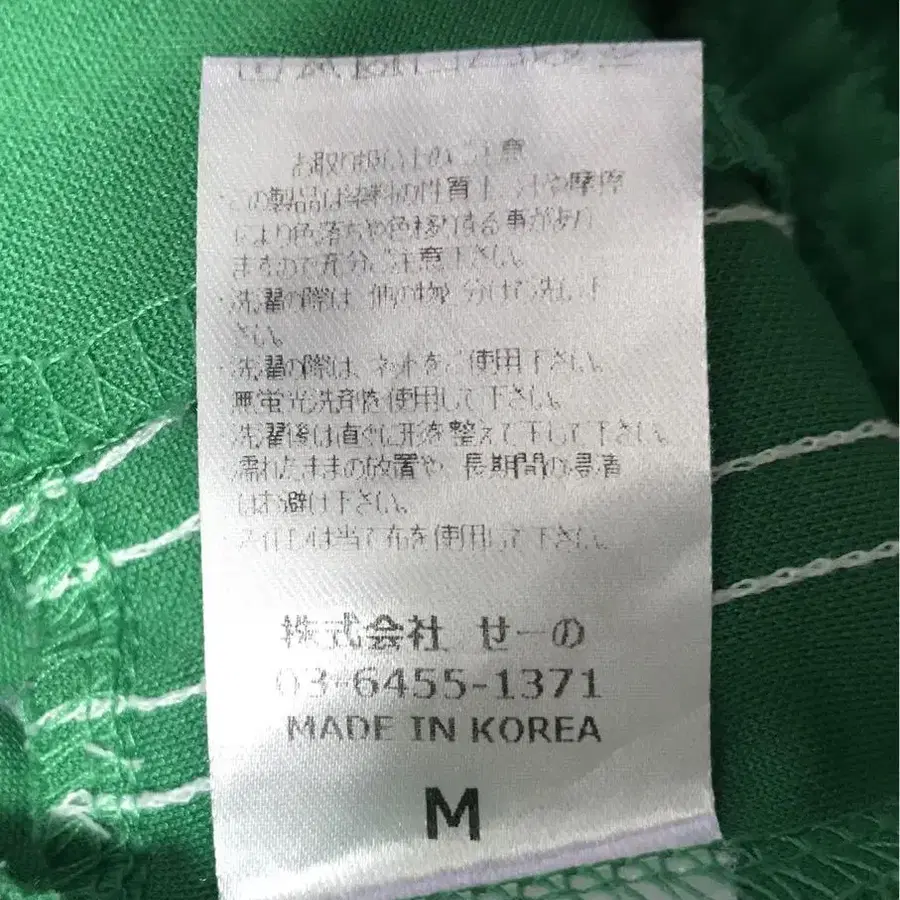 お取り扱い上のご注意
この製品は染料の性質上、汗や摩擦
により色落ちや色移りする事があり
ますので充分ご注意下さい。
洗濯の際は、他の物と分けて洗い下
さい。
洗濯の際は、ネットをご使用下さい。
無蛍光洗剤を使用して下さい。
洗濯後は直ぐに形を整えて干して下さい。
濡れたままの放置や、長期間の浸漬
はお避け下さい。
アイロンは当て布を使用して下さい。
株式会社 せーの
03-6455-1371
MADE IN KOREA
M